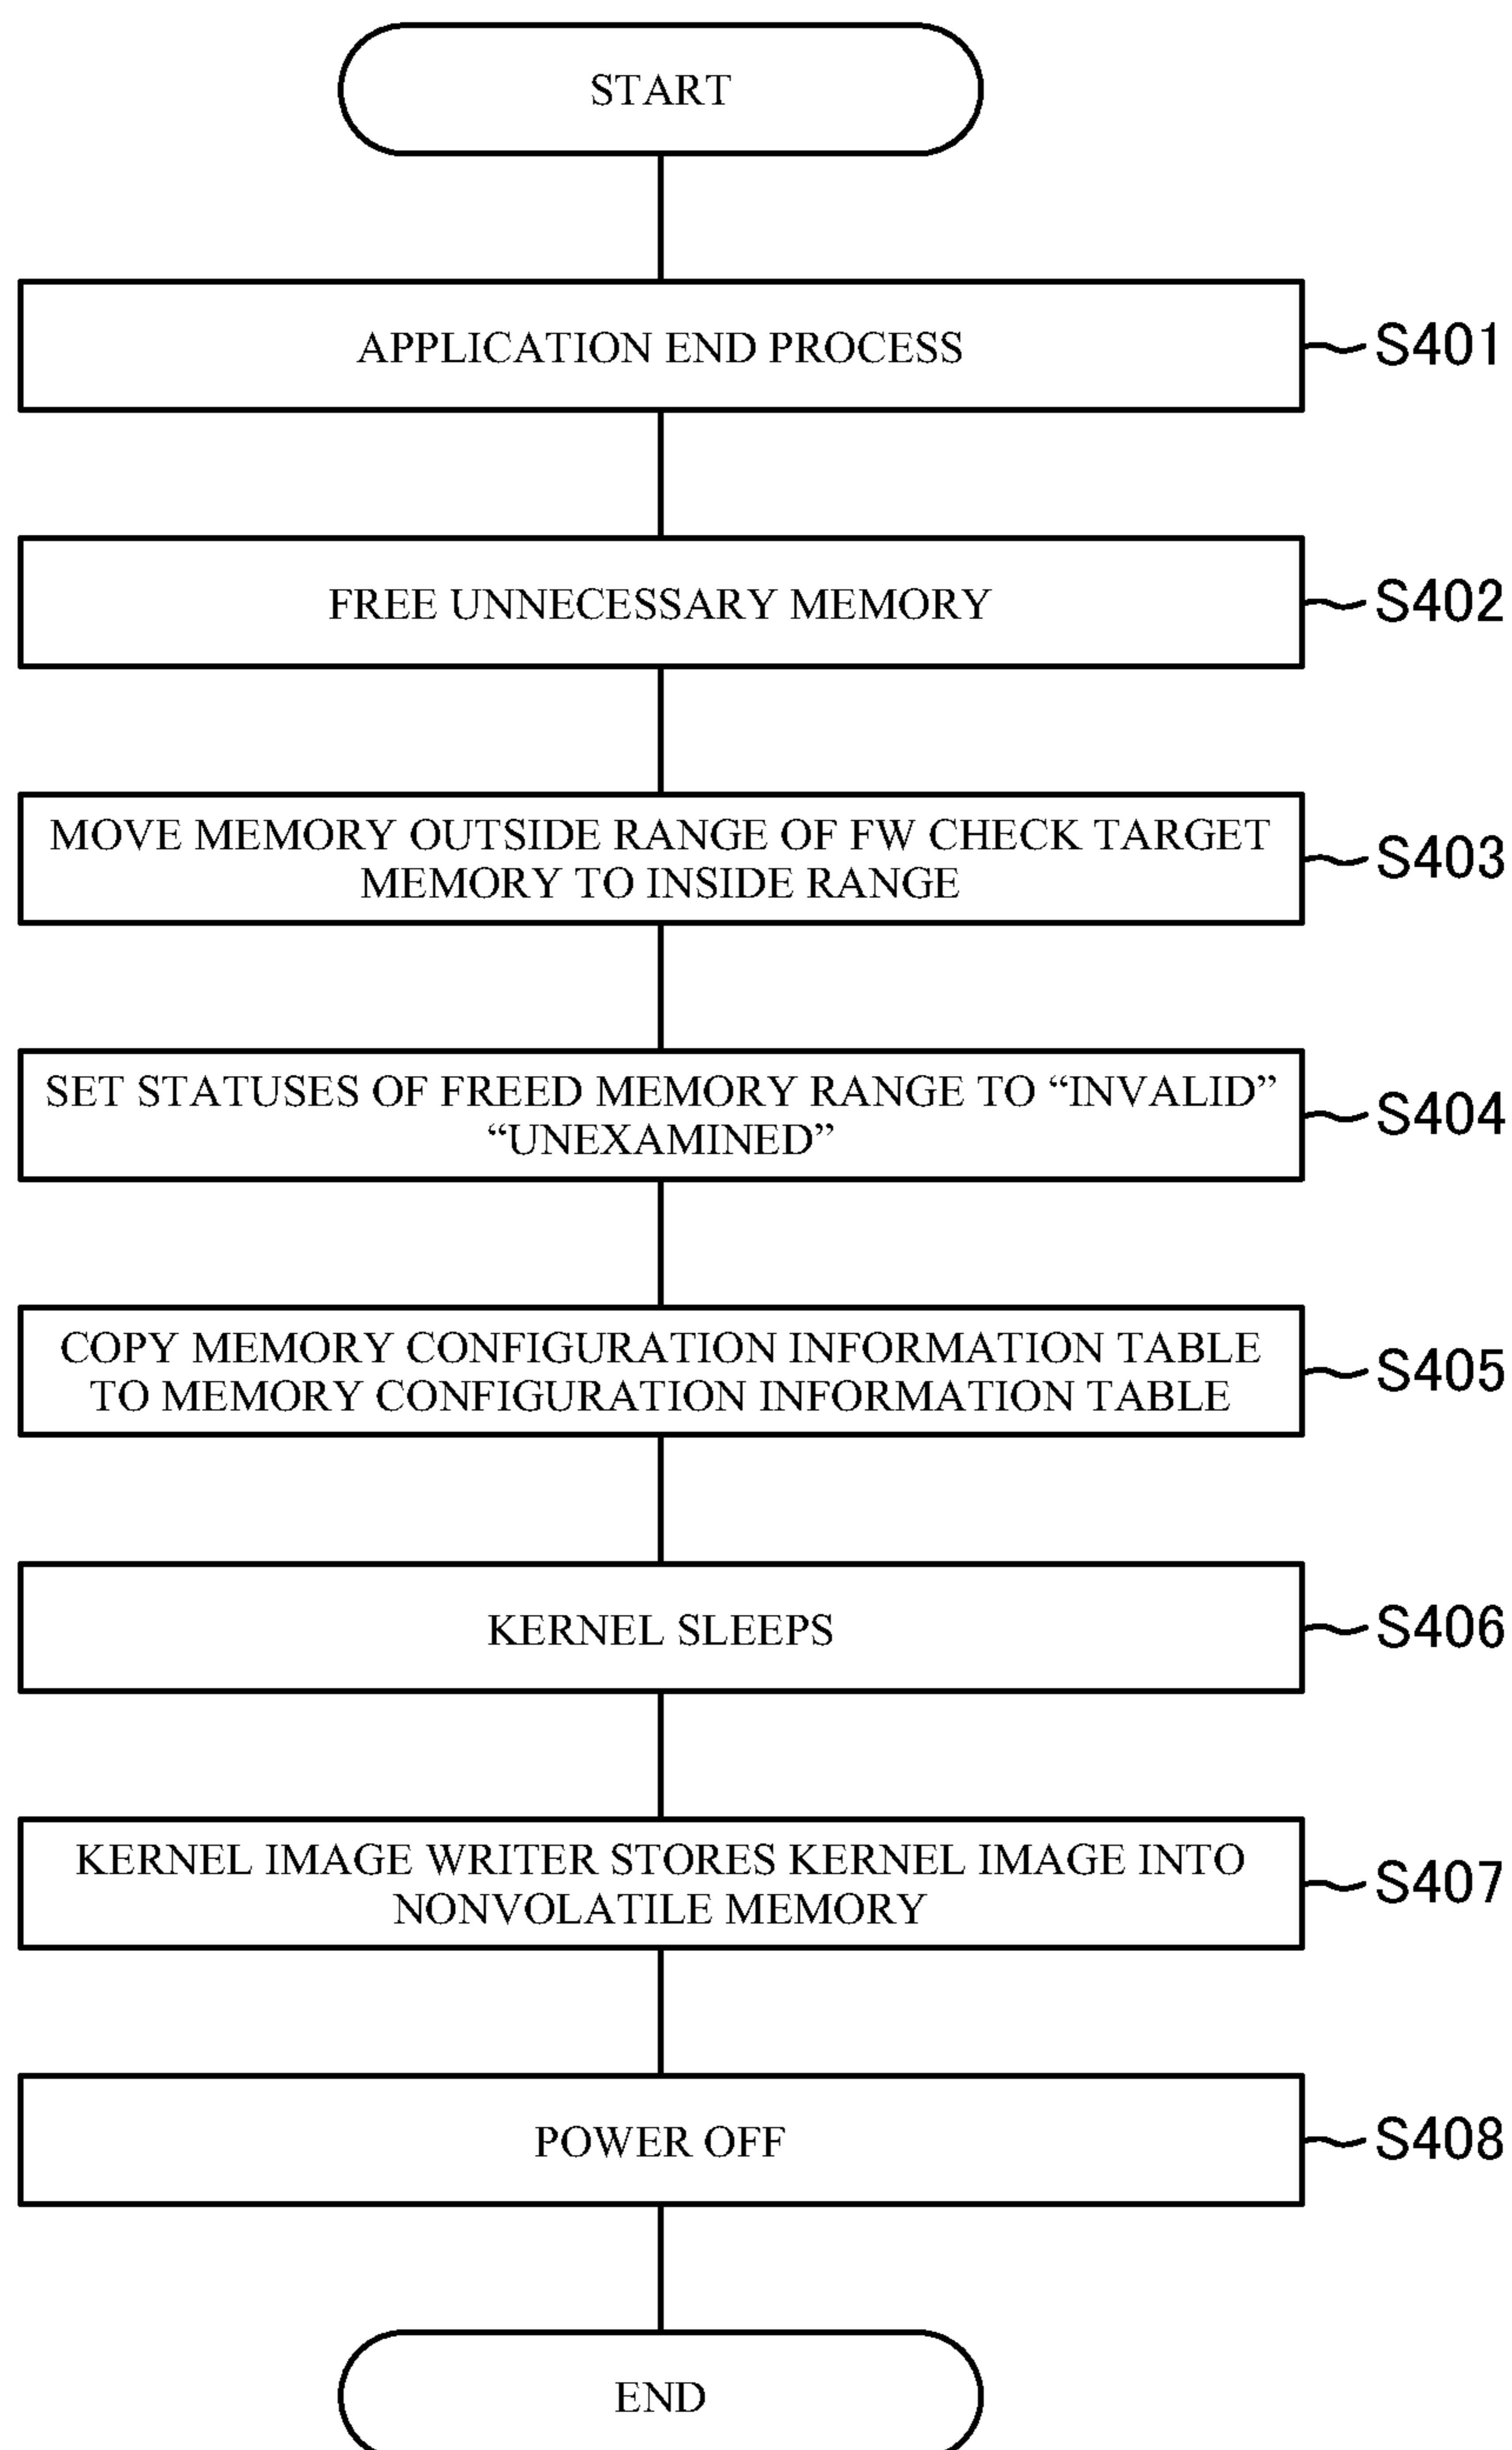 START
APPLICATION END PROCESS
S401
FREE UNNECESSARY MEMORY
S402
MOVE MEMORY OUTSIDE RANGE OF FW CHECK TARGET
MEMORY TO INSIDE RANGE
S403
SET STATUSES OF FREED MEMORY RANGE TO “INVALID”
“UNEXAMINED”
S404
COPY MEMORY CONFIGURATION INFORMATION TABLE
TO MEMORY CONFIGURATION INFORMATION TABLE
S405
KERNEL SLEEPS
S406
KERNEL IMAGE WRITER STORES KERNEL IMAGE INTO
NONVOLATILE MEMORY
S407
POWER OFF
S408
END